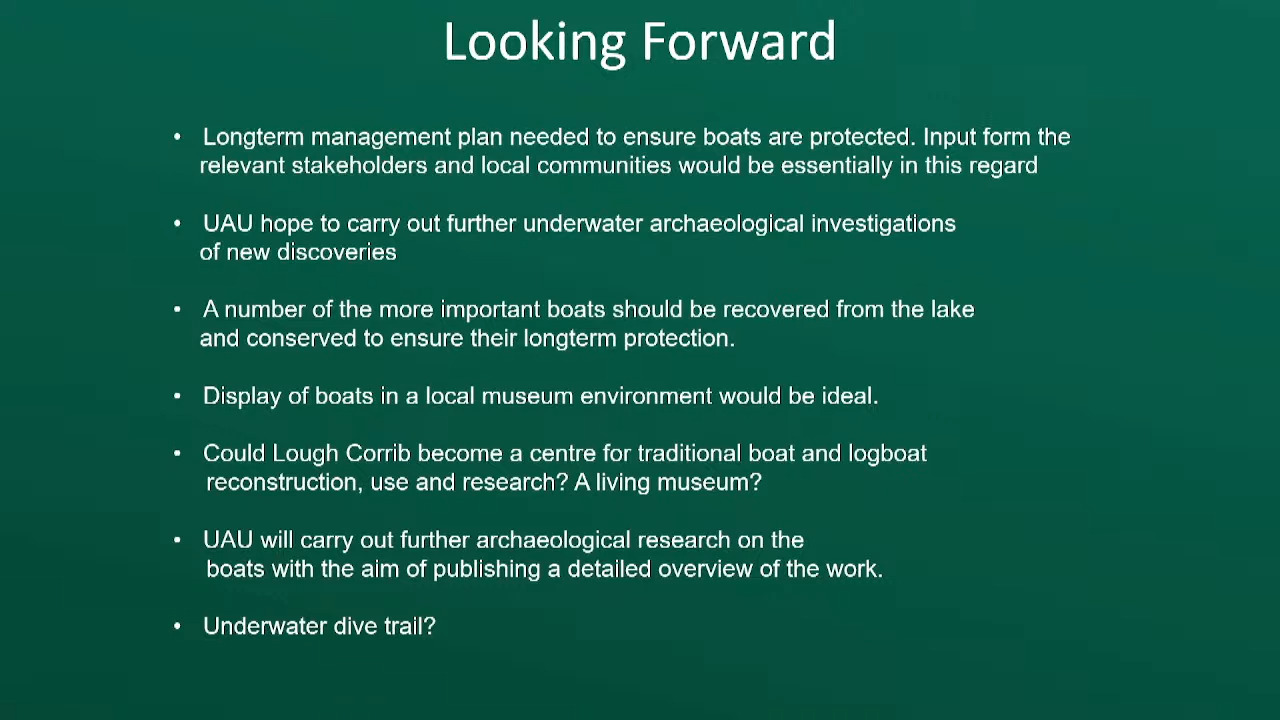 Looking Forward
• Longterm management plan needed to ensure boats are protected. Input form the
relevant stakeholders and local communities would be essentially in this regard
• UAU hope to carry out further underwater archaeological investigations
of new discoveries
• A number of the more important boats should be recovered from the lake
and conserved to ensure their longterm protection.
• Display of boats in a local museum environment would be ideal.
• Could Lough Corrib become a centre for traditional boat and logboat
reconstruction, use and research? A living museum?
• UAU will carry out further archaeological research on the
boats with the aim of publishing a detailed overview of the work.
• Underwater dive trail?